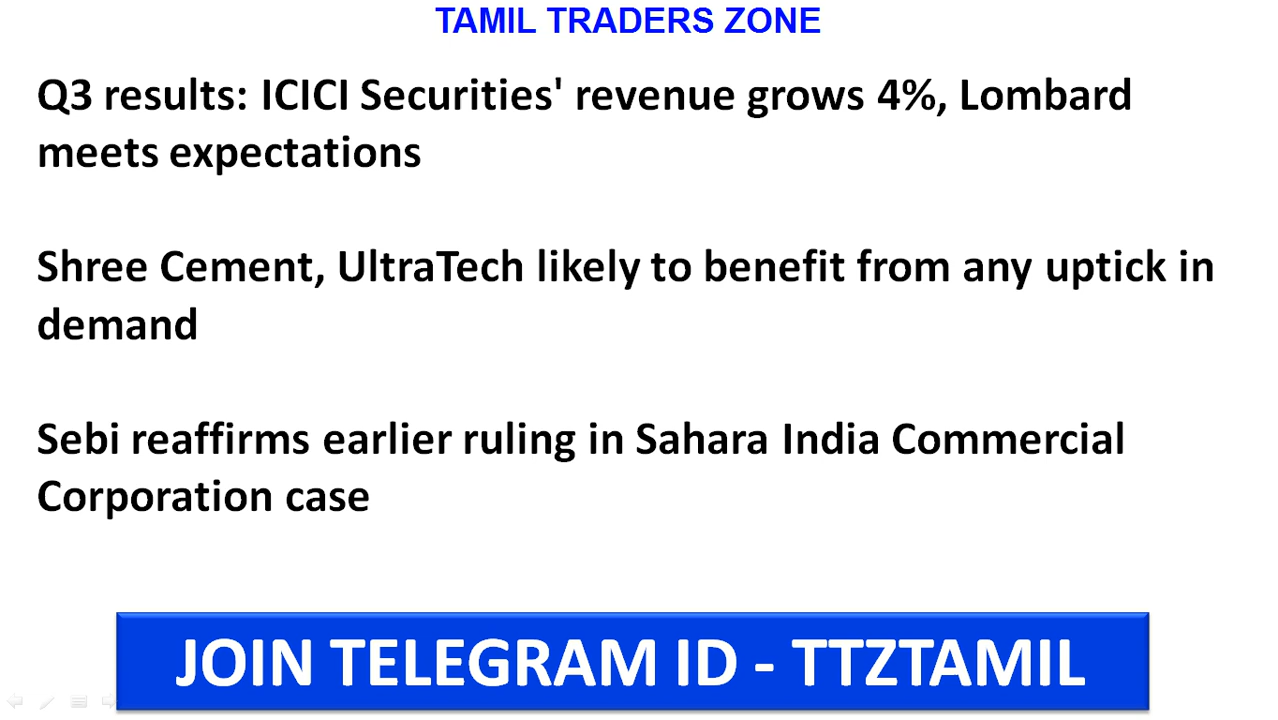 TAMIL TRADERS ZONE
Q3 results: ICICI Securities' revenue grows 4%, Lombard
meets expectations
Shree Cement, UltraTech likely to benefit from any uptick in
demand
Sebi reaffirms earlier ruling in Sahara India Commercial
Corporation case
JOIN TELEGRAM ID - TTZTAMIL